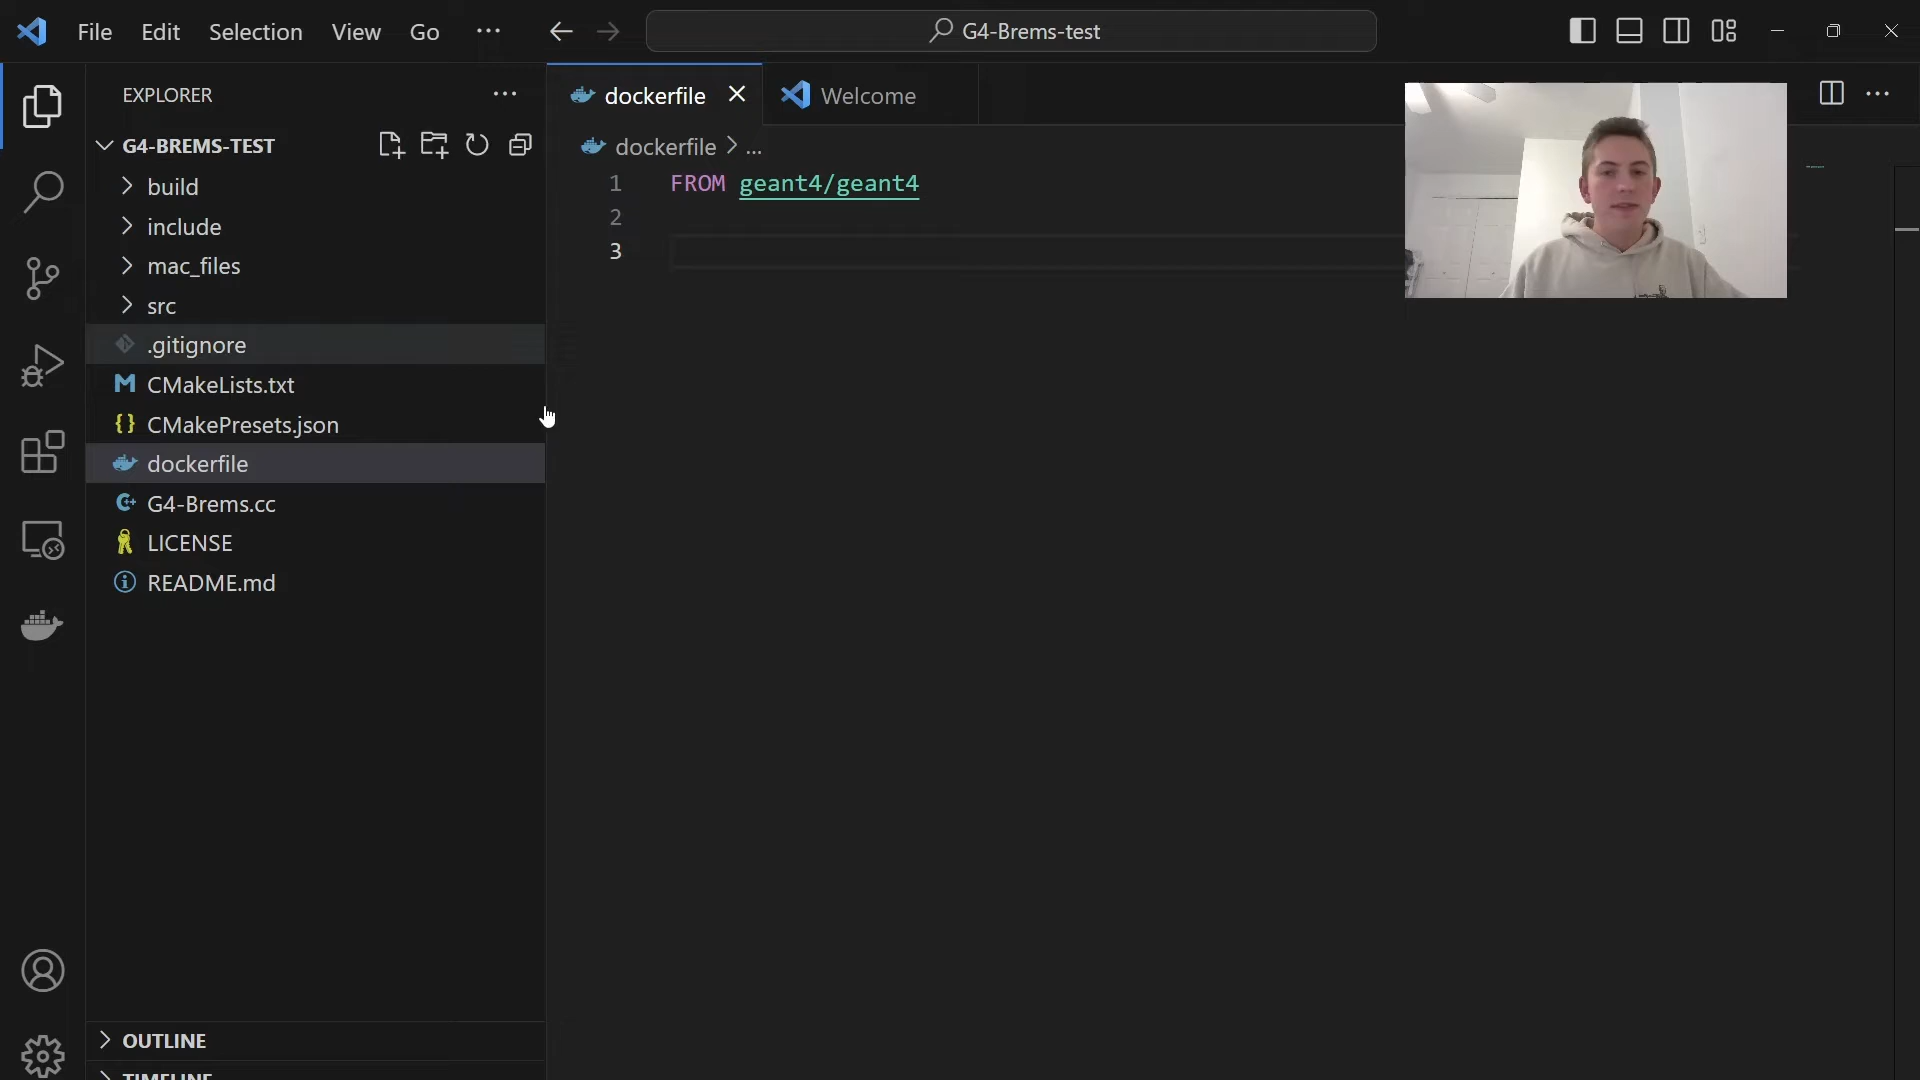 File Edit Selection View Go ...
G4-Brems-test
EXPLORER
dockerfile
Welcome
G4-BREMS-TEST
dockerfile > ...
build
1 FROM geant4/geant4
include
2
mac_files
3
src
.gitignore
CMakeLists.txt
CMakePresets.json
dockerfile
G4-Brems.cc
LICENSE
README.md
OUTLINE
TIMELINE